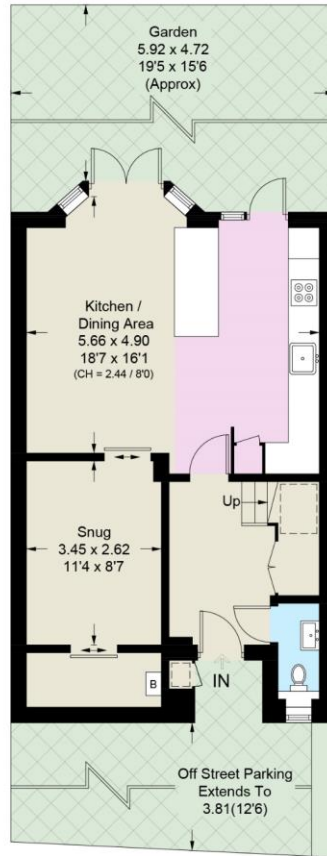 Garden
5.92 x 4.72
19'5 x 15'6
(Approx)
Kitchen /
Dining Area
5.66 x 4.90
18'7 x 16'1
(CH = 2.44 / 8'0)
Up
Snug
3.45 x 2.62
11'4 x 8'7
B
IN
Off Street Parking
Extends To
3.81(12'6)